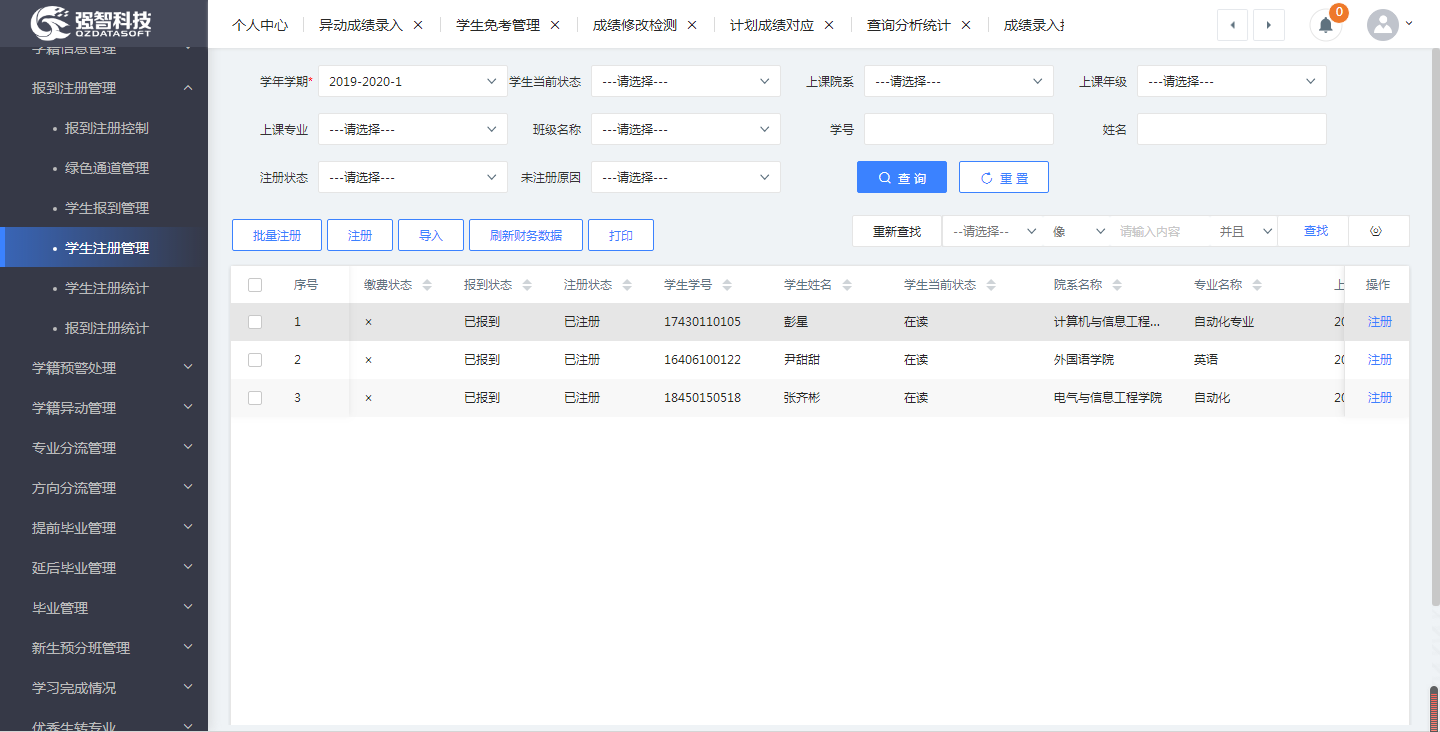 强智科技
QZDATASOFT
个人中心 异动成绩录入 × 学生免考管理 × 成绩修改检测 × 计划成绩对应 × 查询分析统计 × 成绩录入
0
学籍信息管理
报到注册管理
报到注册控制
绿色通道管理
学生报到管理
学生注册管理
学生注册统计
报到注册统计
学籍预警处理
学籍异动管理
专业分流管理
方向分流管理
提前毕业管理
延后毕业管理
毕业管理
新生预分班管理
学习完成情况
优秀生转专业
学年学期* 2019-2020-1 学生当前状态 ---请选择--- 上课院系 ---请选择--- 上课年级 ---请选择---
上课专业 ---请选择--- 班级名称 ---请选择--- 学号 姓名
注册状态 ---请选择--- 未注册原因 ---请选择--- 查 询 重 置
批量注册 注册 导入 刷新财务数据 打印 重新查找 --请选择-- 像 请输入内容 并且 查找
序号 缴费状态 报到状态 注册状态 学生学号 学生姓名 学生当前状态 院系名称 专业名称 上 操作
1 × 已报到 已注册 17430110105 彭星 在读 计算机与信息工程... 自动化专业 20 注册
2 × 已报到 已注册 16406100122 尹甜甜 在读 外国语学院 英语 20 注册
3 × 已报到 已注册 18450150518 张齐彬 在读 电气与信息工程学院 自动化 20 注册